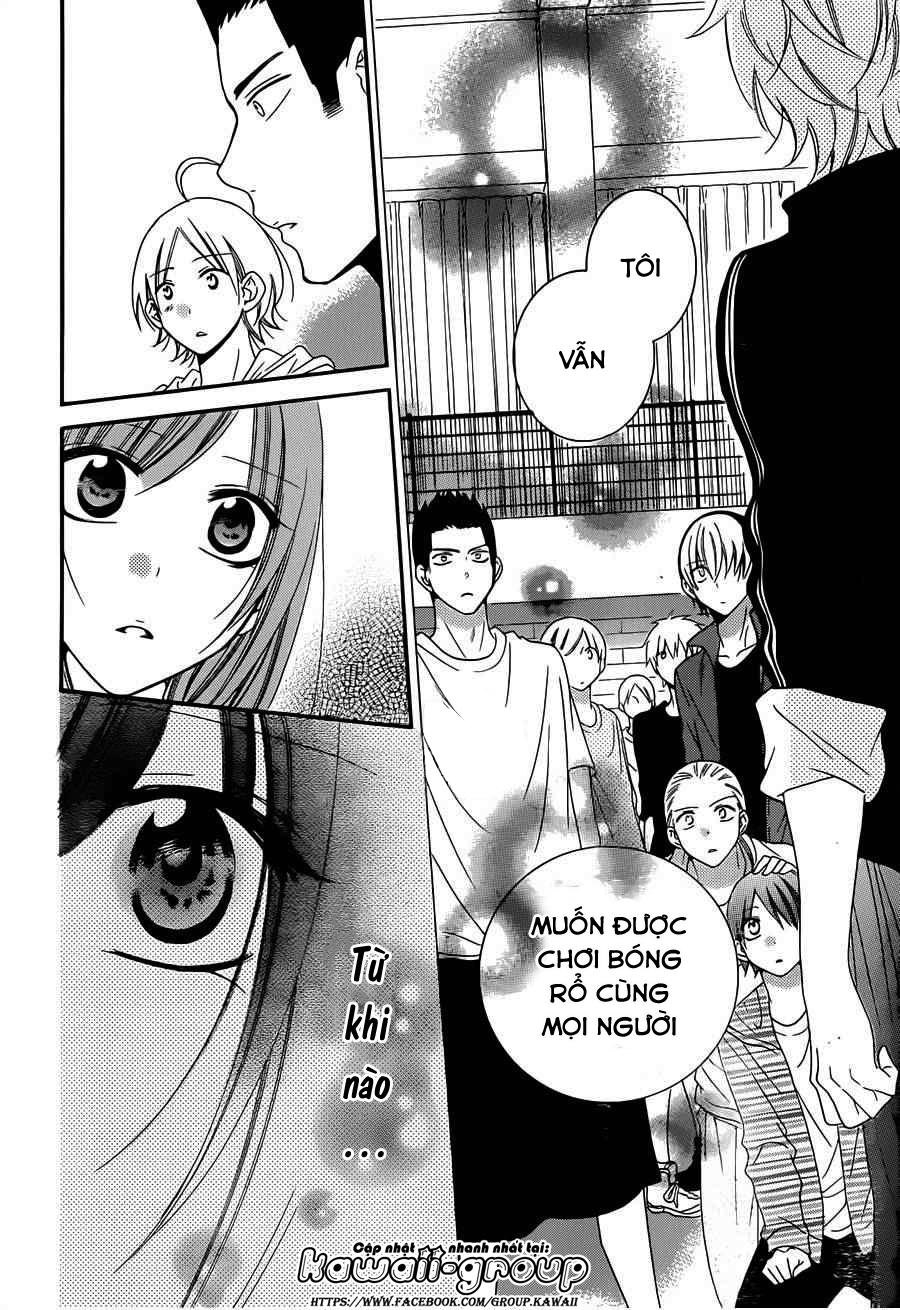 TÔI
VẪN
MUỐN ĐƯỢC
CHƠI BÓNG
RỔ CÙNG
MỌI NGƯỜI
Từ
khi
nào
...
Cập nhật nhanh nhất tại:
kawaii-group
HTTPS://WWW.FACEBOOK.COM/GROUP.KAWAII